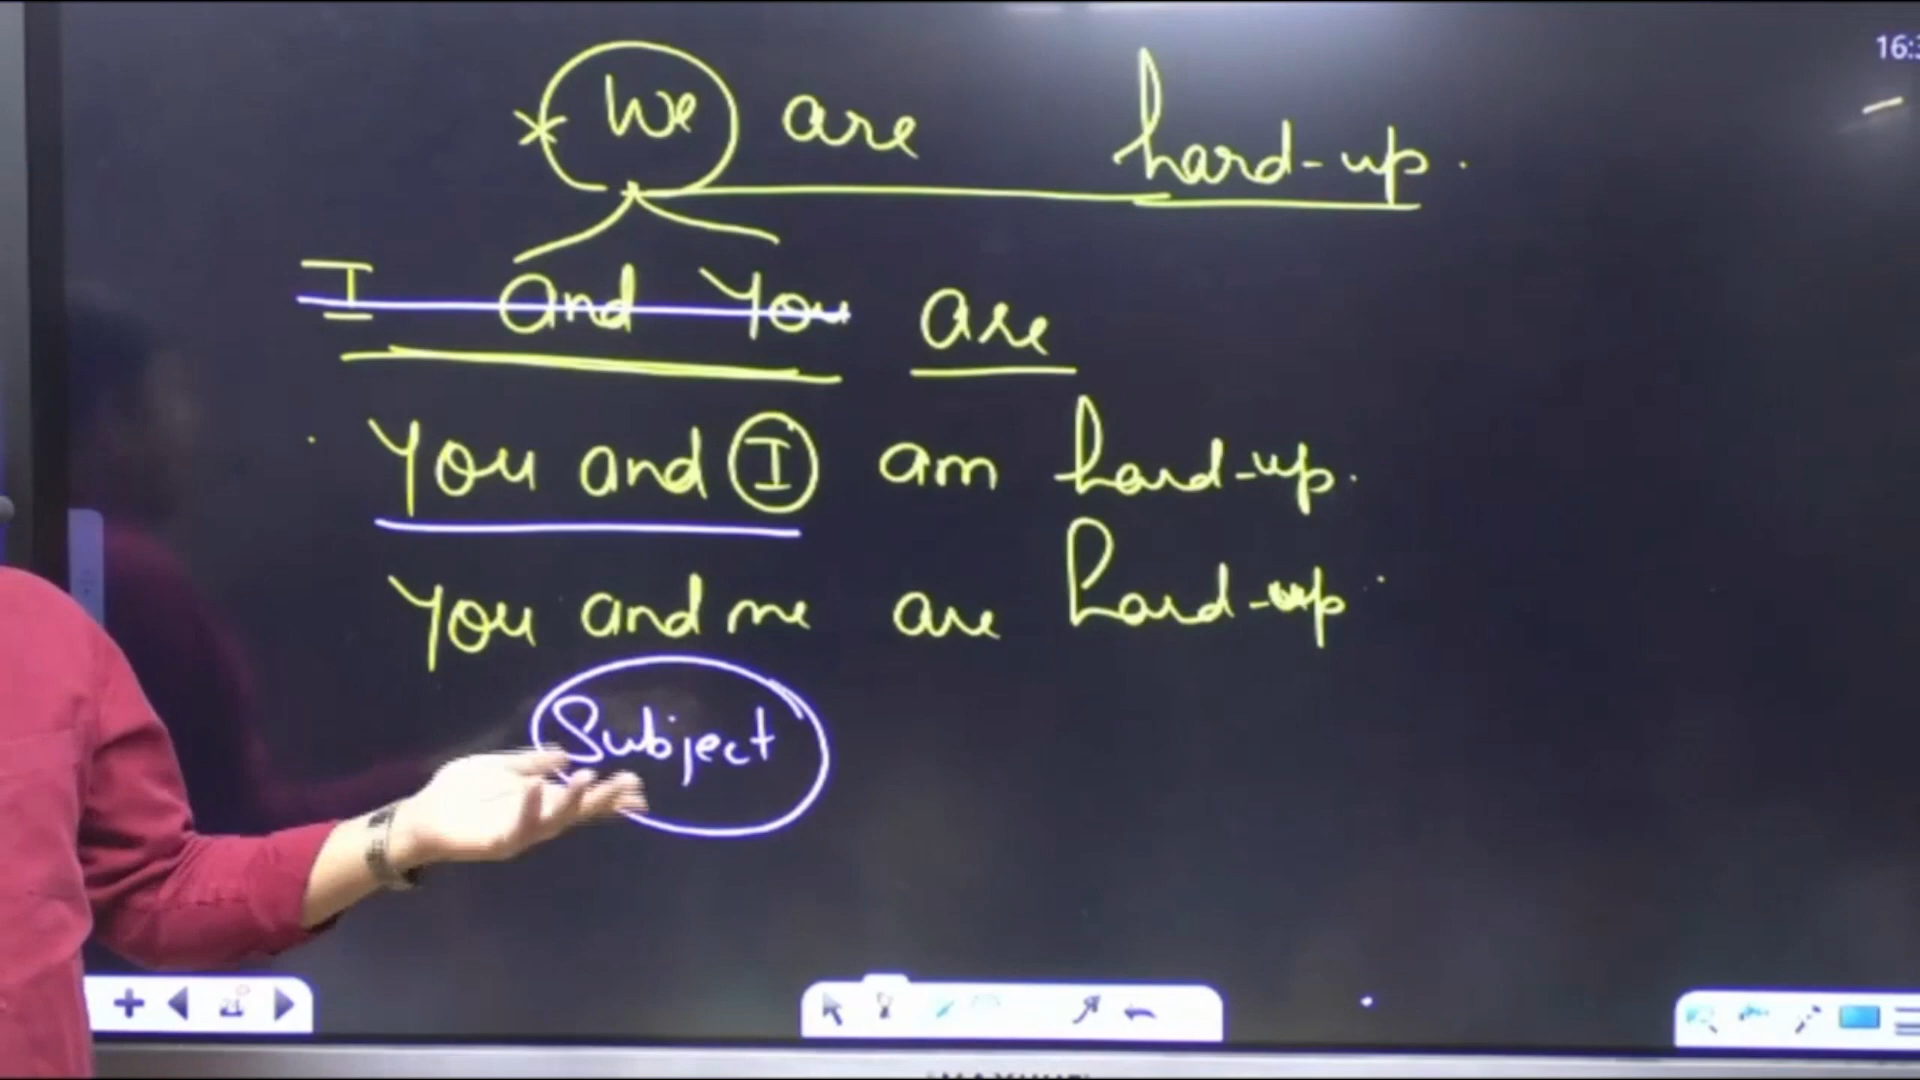 * We are hard-up.
I and You are
You and I am hard-up.
You and me are hard-up.
Subject
21